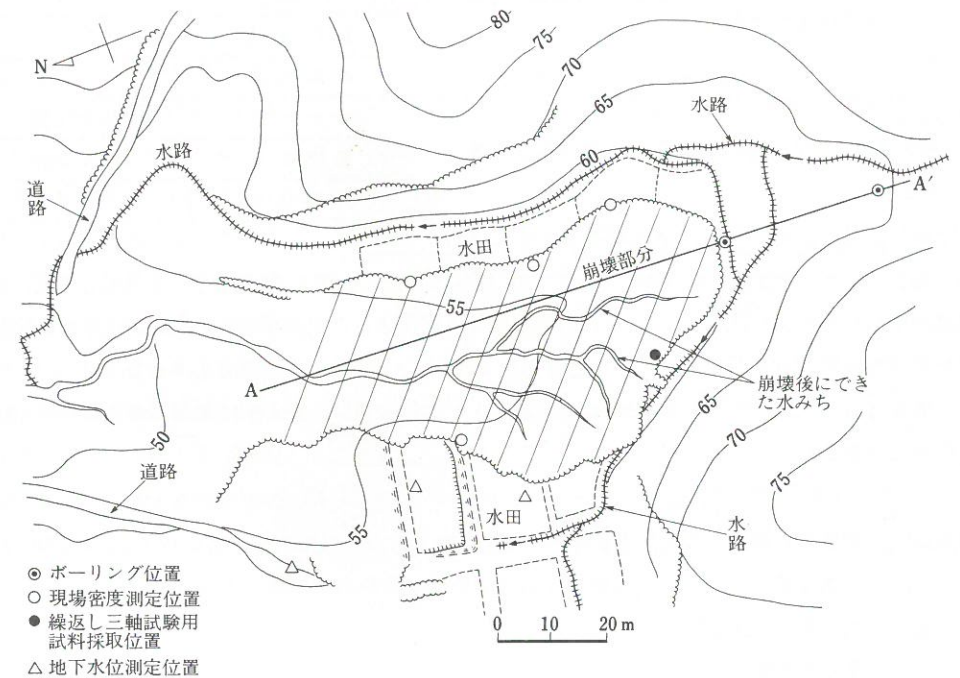 80
75
70
N
65
水路
水路
60
道路
A′
水田
崩壊部分
55
A
崩壊後にでき
た水みち
65
50
70
道路
75
水田
55
水路
◉ ボーリング位置
○ 現場密度測定位置
● 繰返し三軸試験用
試料採取位置
△ 地下水位測定位置
0 10 20 m